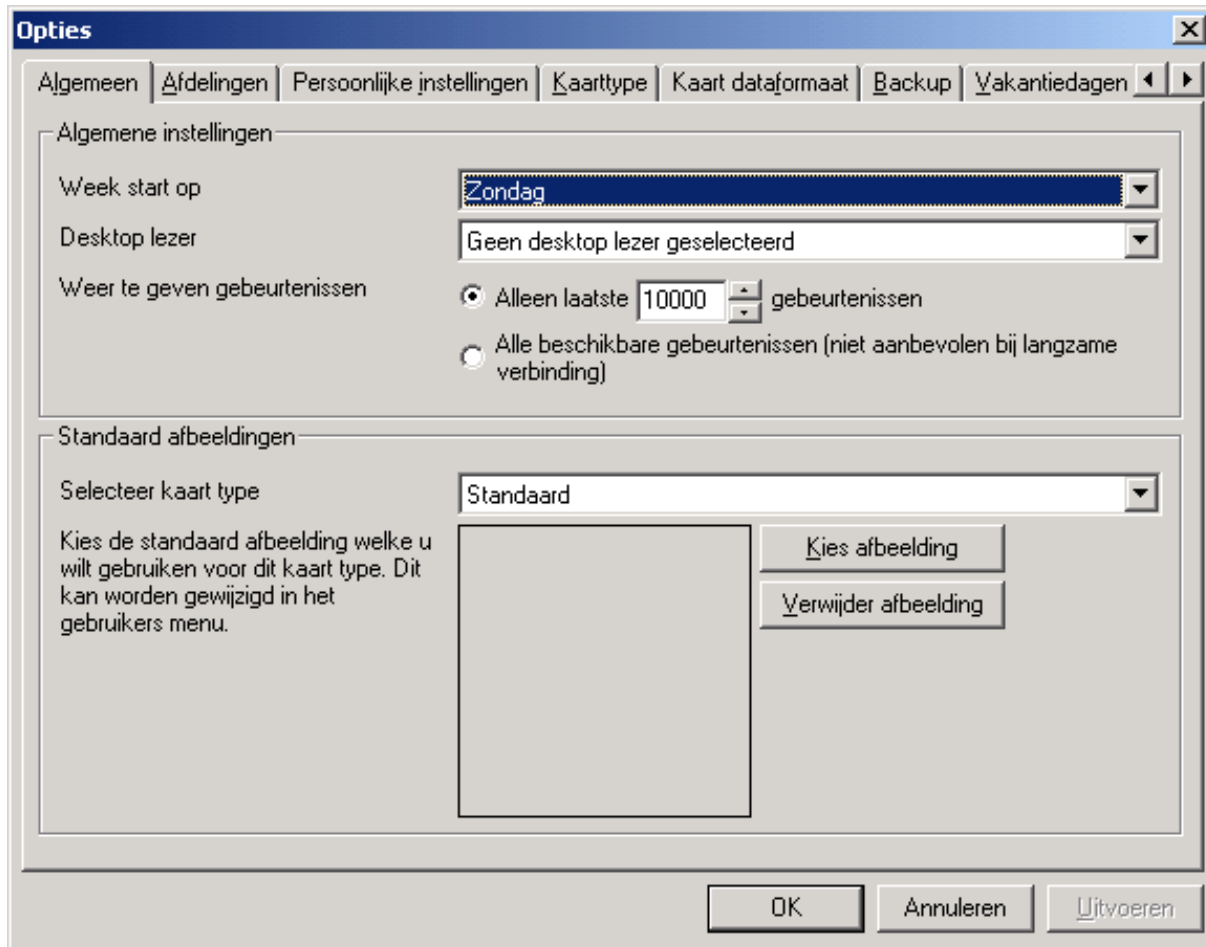 Opties
Algemeen Afdelingen Persoonlijke instellingen Kaarttype Kaart dataformaat Backup Vakantiedagen
Algemene instellingen
Week start op Zondag
Desktop lezer Geen desktop lezer geselecteerd
Weer te geven gebeurtenissen Alleen laatste 10000 gebeurtenissen
Alle beschikbare gebeurtenissen (niet aanbevolen bij langzame
verbinding)
Standaard afbeeldingen
Selecteer kaart type Standaard
Kies de standaard afbeelding welke u
wilt gebruiken voor dit kaart type. Dit
kan worden gewijzigd in het
gebruikers menu.
Kies afbeelding
Verwijder afbeelding
OK Annuleren Uitvoeren